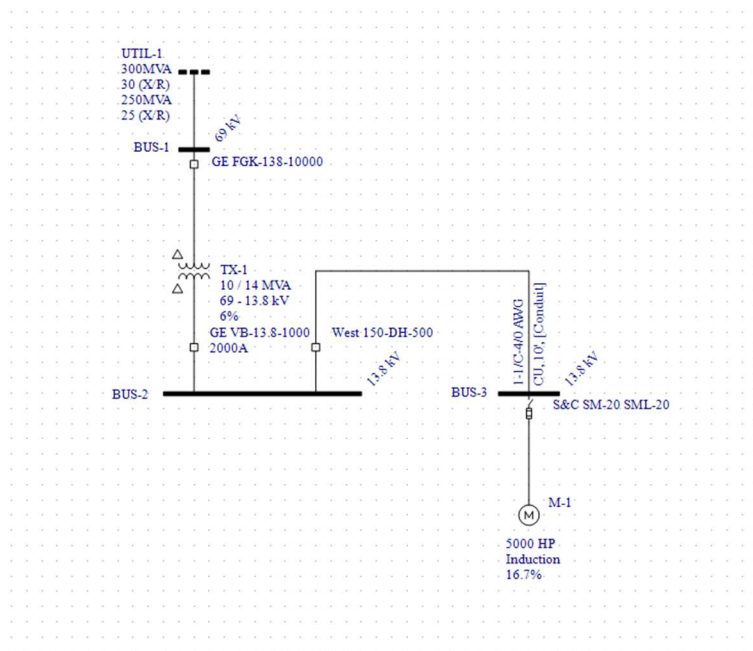 UTIL-1
300MVA
30 (X/R)
250MVA
25 (X/R)
69 kV
BUS-1
GE FGK-138-10000
TX-1
10 / 14 MVA
69 - 13.8 kV
6%
GE VB-13.8-1000
2000A
West 150-DH-500
1-1/C-4/0 AWG
CU, 10', [Conduit]
13.8 kV
BUS-2
13.8 kV
BUS-3
S&C SM-20 SML-20
M-1
M
5000 HP
Induction
16.7%